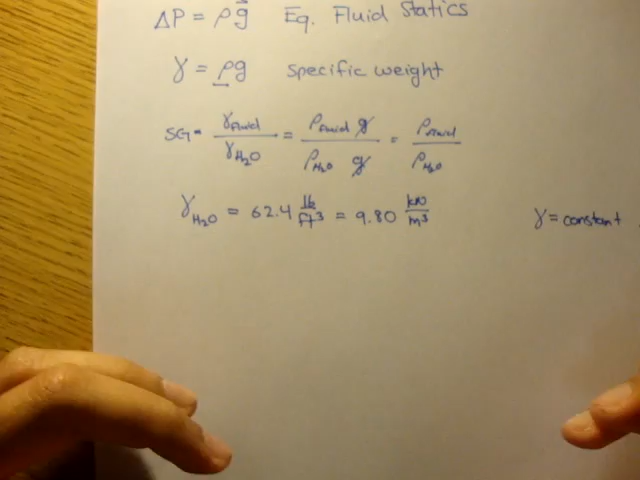 ΔP = ρg⃗ Eq. Fluid Statics
γ = ρg Specific weight
SG = γFluid / γH₂O = ρFluid g / ρH₂O g = ρFluid / ρH₂O
γH₂O = 62.4 lb/ft³ = 9.80 kN/m³ γ = constant